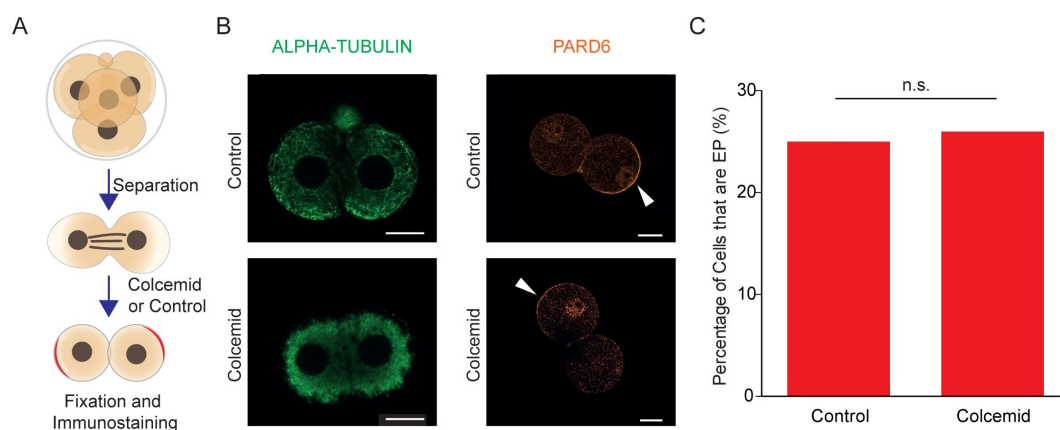 A
Separation
Colcemid
or Control
Fixation and
Immunostaining
B
ALPHA-TUBULIN
PARD6
Control
Control
Colcemid
Colcemid
C
Percentage of Cells that are EP (%)
30
20
10
0
n.s.
Control
Colcemid